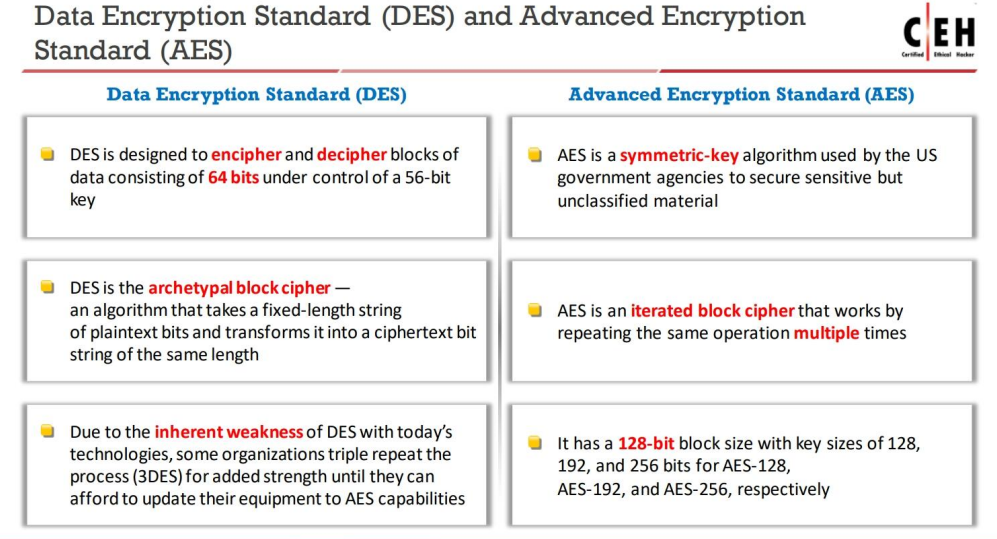 Data Encryption Standard (DES) and Advanced Encryption
Standard (AES)
C|EH
Certified Ethical Hacker
Data Encryption Standard (DES)
DES is designed to encipher and decipher blocks of
data consisting of 64 bits under control of a 56-bit
key
DES is the archetypal block cipher —
an algorithm that takes a fixed-length string
of plaintext bits and transforms it into a ciphertext bit
string of the same length
Due to the inherent weakness of DES with today’s
technologies, some organizations triple repeat the
process (3DES) for added strength until they can
afford to update their equipment to AES capabilities
Advanced Encryption Standard (AES)
AES is a symmetric-key algorithm used by the US
government agencies to secure sensitive but
unclassified material
AES is an iterated block cipher that works by
repeating the same operation multiple times
It has a 128-bit block size with key sizes of 128,
192, and 256 bits for AES-128,
AES-192, and AES-256, respectively